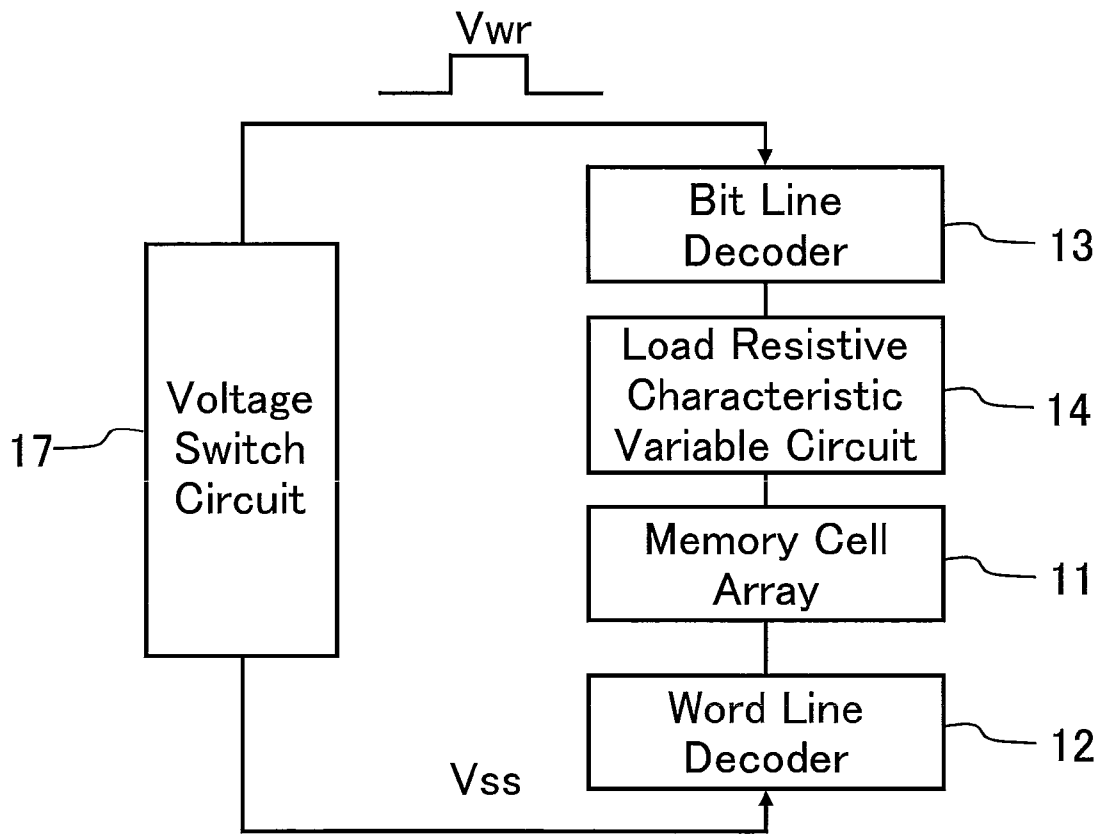 Vwr
Bit Line
Decoder
13
Load Resistive
Characteristic
Variable Circuit
14
Voltage
Switch
Circuit
17
Memory Cell
Array
11
Word Line
Decoder
12
Vss